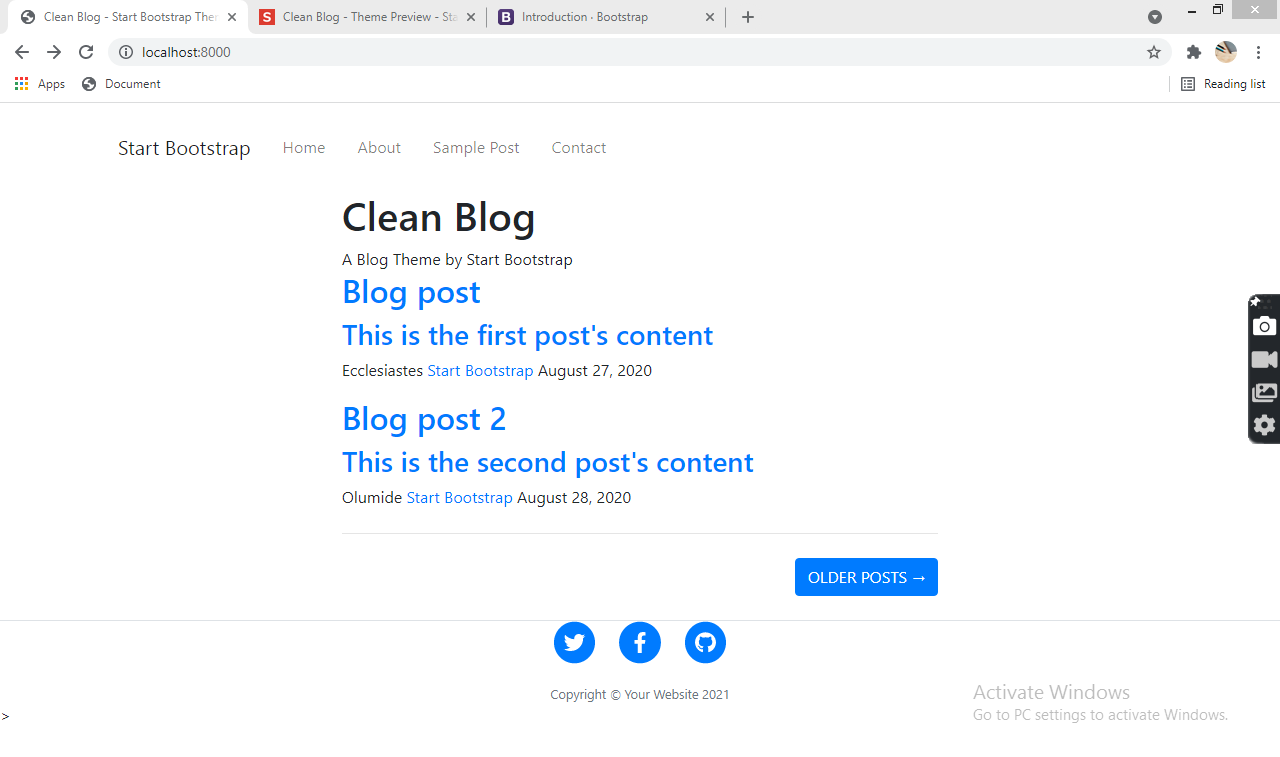 Clean Blog - Start Bootstrap Ther
Clean Blog - Theme Preview - Sta
Introduction · Bootstrap
localhost:8000
Apps
Document
Reading list
Start Bootstrap Home About Sample Post Contact
Clean Blog
A Blog Theme by Start Bootstrap
Blog post
This is the first post's content
Ecclesiastes Start Bootstrap August 27, 2020
Blog post 2
This is the second post's content
Olumide Start Bootstrap August 28, 2020
OLDER POSTS →
Copyright © Your Website 2021
Activate Windows
Go to PC settings to activate Windows.
>